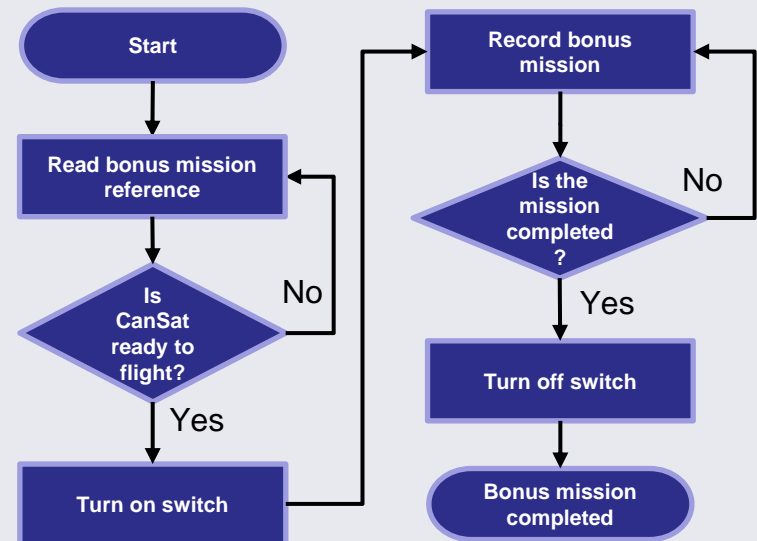 Start
Read bonus mission
reference
Is
CanSat
ready to
flight?
No
Yes
Turn on switch
Record bonus
mission
Is the
mission
completed
?
No
Yes
Turn off switch
Bonus mission
completed